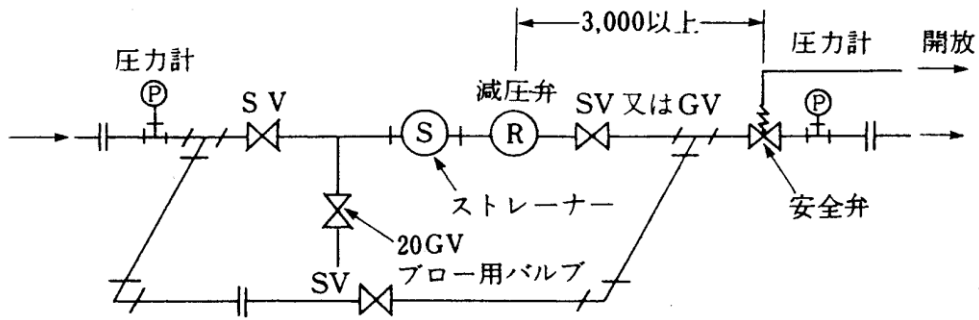 3,000以上
圧力計
開放
圧力計
P
SV
減圧弁
SV 又はGV
P
S
R
ストレーナー
安全弁
20GV
ブロー用バルブ
SV